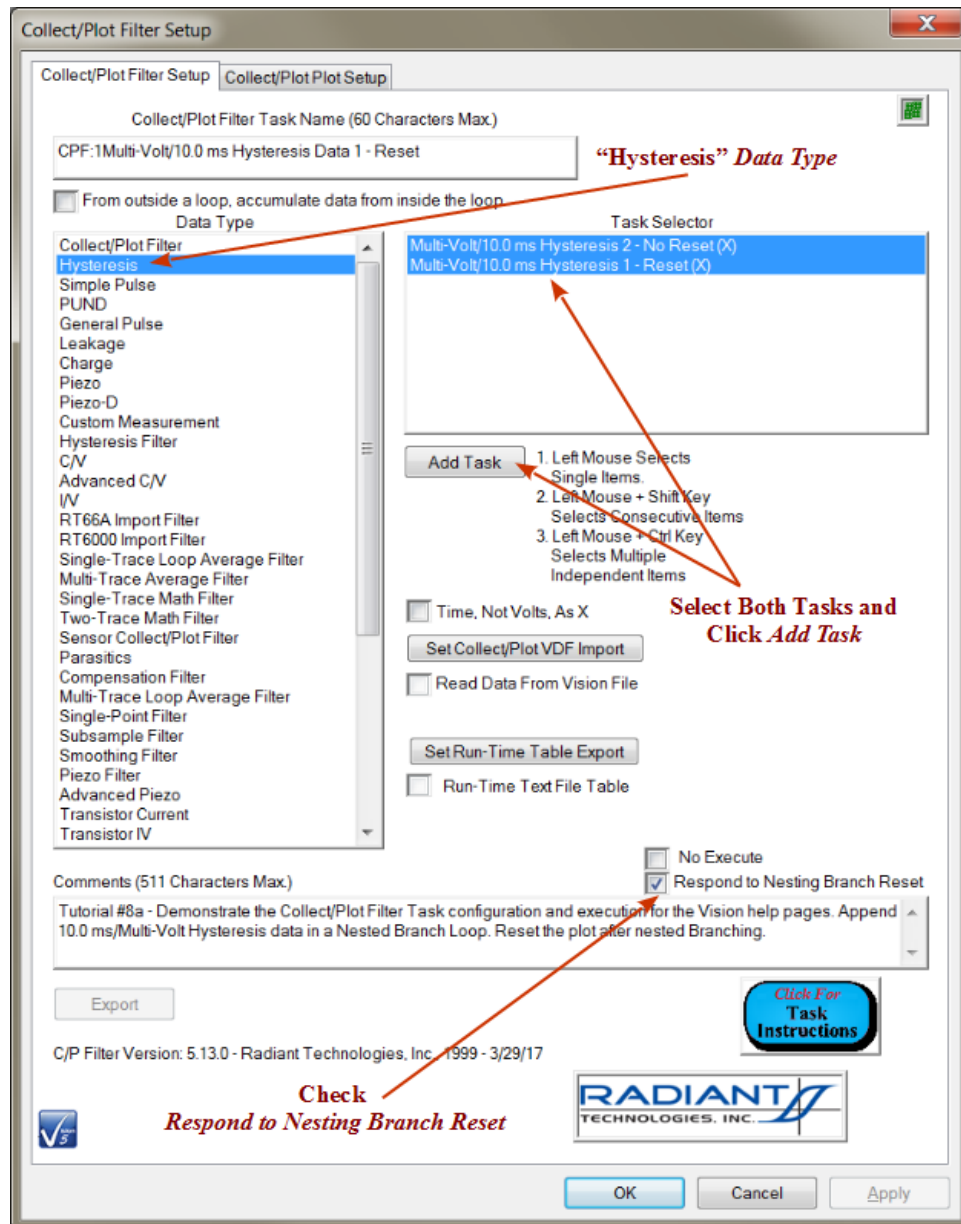 Collect/Plot Filter Setup
X
Collect/Plot Filter Setup
Collect/Plot Plot Setup
Collect/Plot Filter Task Name (60 Characters Max.)
CPF:1Multi-Volt/10.0 ms Hysteresis Data 1 - Reset
“Hysteresis” Data Type
From outside a loop, accumulate data from inside the loop
Data Type
Collect/Plot Filter
Hysteresis
Simple Pulse
PUND
General Pulse
Leakage
Charge
Piezo
Piezo-D
Custom Measurement
Hysteresis Filter
C/V
Advanced C/V
I/V
RT66A Import Filter
RT6000 Import Filter
Single-Trace Loop Average Filter
Multi-Trace Average Filter
Single-Trace Math Filter
Two-Trace Math Filter
Sensor Collect/Plot Filter
Parasitics
Compensation Filter
Multi-Trace Loop Average Filter
Single-Point Filter
Subsample Filter
Smoothing Filter
Piezo Filter
Advanced Piezo
Transistor Current
Transistor IV
Task Selector
Multi-Volt/10.0 ms Hysteresis 2 - No Reset (X)
Multi-Volt/10.0 ms Hysteresis 1 - Reset (X)
Add Task
1. Left Mouse Selects
Single Items.
2. Left Mouse + Shift Key
Selects Consecutive Items
3. Left Mouse + Ctrl Key
Selects Multiple
Independent Items
Select Both Tasks and
Click Add Task
Time, Not Volts, As X
Set Collect/Plot VDF Import
Read Data From Vision File
Set Run-Time Table Export
Run-Time Text File Table
No Execute
Respond to Nesting Branch Reset
Comments (511 Characters Max.)
Tutorial #8a - Demonstrate the Collect/Plot Filter Task configuration and execution for the Vision help pages. Append
10.0 ms/Multi-Volt Hysteresis data in a Nested Branch Loop. Reset the plot after nested Branching.
Export
Click For
Task
Instructions
C/P Filter Version: 5.13.0 - Radiant Technologies, Inc., 1999 - 3/29/17
Check
Respond to Nesting Branch Reset
RADIANT
TECHNOLOGIES, INC.
OK
Cancel
Apply